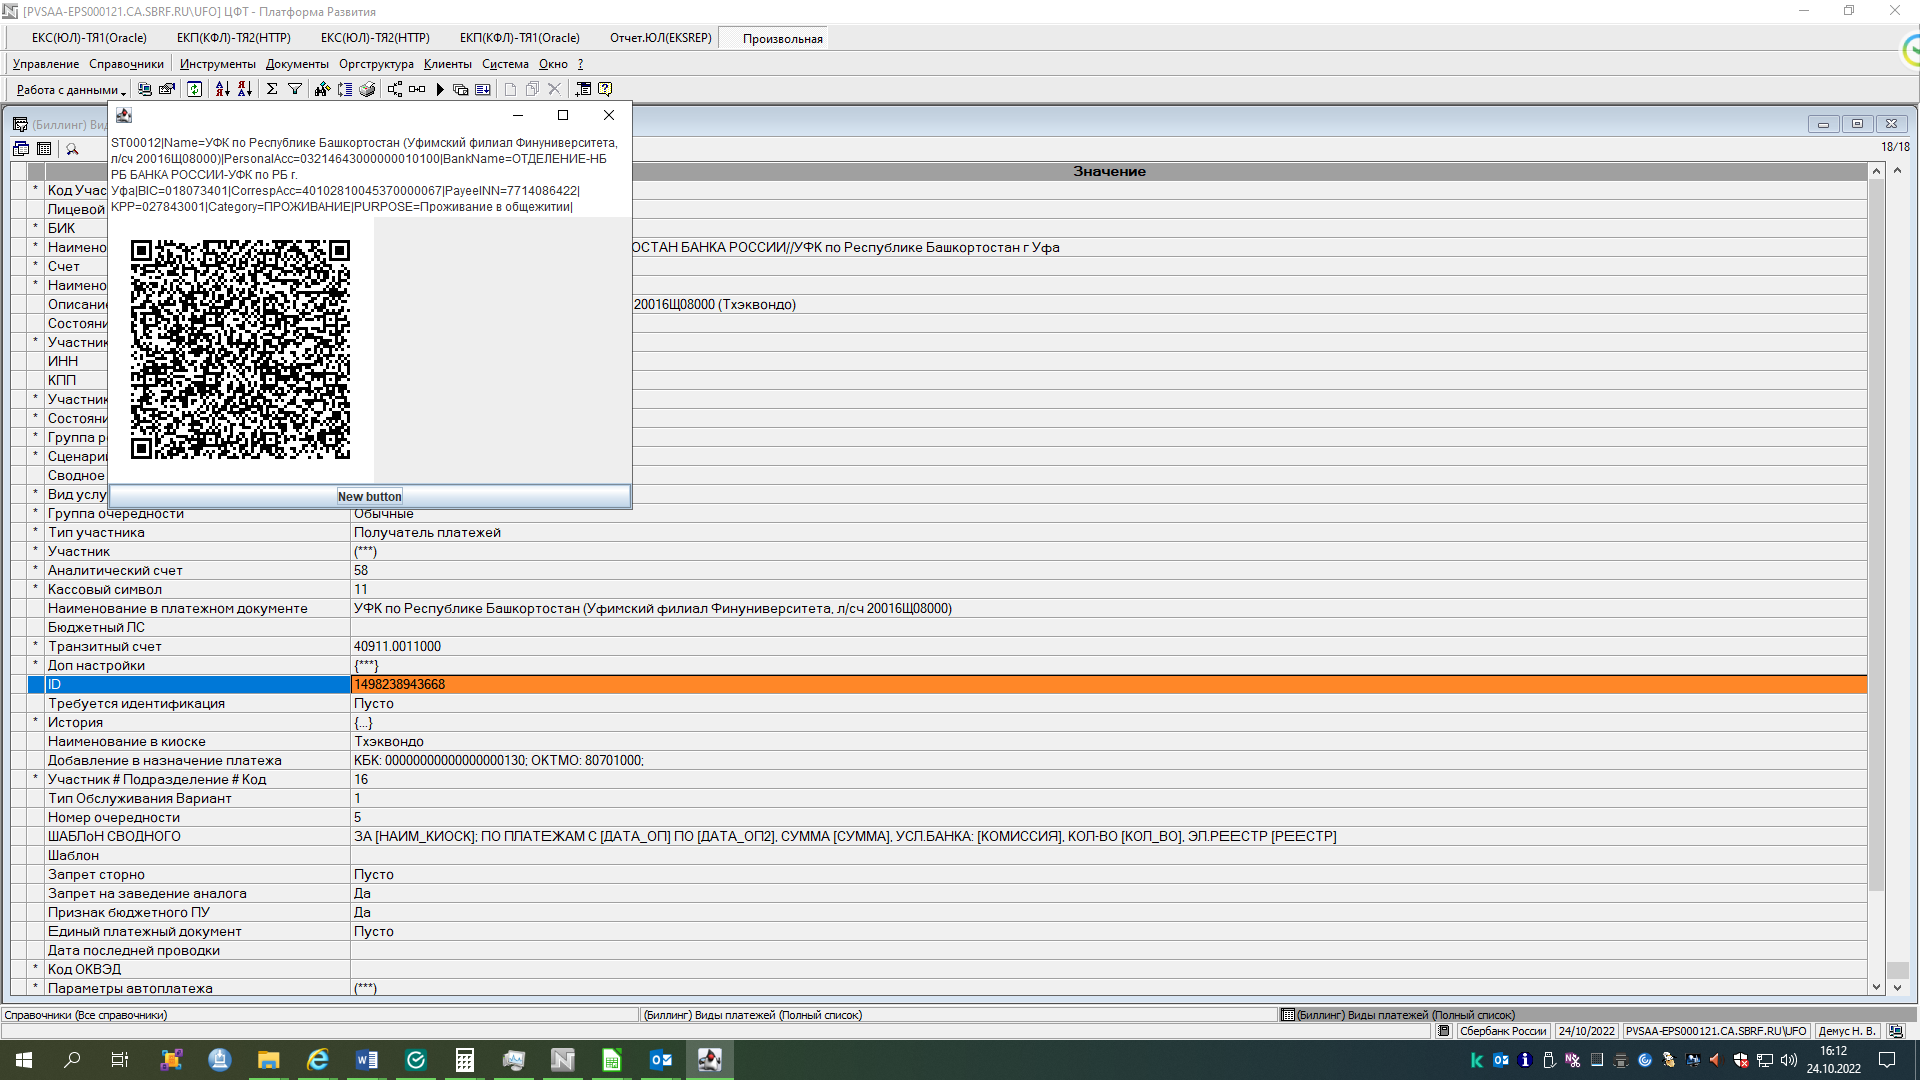 [PVSAA-EPS000121.CA.SBRF.RU\UFO] ЦФТ - Платформа Развития
ЕКС(ЮЛ)-ТЯ1(Oracle) ЕКП(КФЛ)-ТЯ2(HTTP) ЕКС(ЮЛ)-ТЯ2(HTTP) ЕКП(КФЛ)-ТЯ1(Oracle) Отчет.ЮЛ(EKSREP) Произвольная
Управление Справочники Инструменты Документы Оргструктура Клиенты Система Окно ?
Работа с данными
(Биллинг) Ви
18/18
ST00012|Name=УФК по Республике Башкортостан (Уфимский филиал Финуниверситета,
л/сч 20016Щ08000)|PersonalAcc=03214643000000010100|BankName=ОТДЕЛЕНИЕ-НБ
РБ БАНКА РОССИИ-УФК по РБ г.
Уфа|BIC=018073401|CorrespAcc=40102810045370000067|PayeeINN=7714086422|
KPP=027843001|Category=ПРОЖИВАНИЕ|PURPOSE=Проживание в общежитии|
New button
Значение
* Код Учас
Лицевой
* БИК
* Наимено ОСТАН БАНКА РОССИИ//УФК по Республике Башкортостан г Уфа
* Счет
* Наимено
Описани 20016Щ08000 (Тхэквондо)
Состояни
* Участник
ИНН
КПП
* Участник
* Состояни
* Группа р
* Сценари
Сводное
* Вид услу
* Группа очередности Обычные
* Тип участника Получатель платежей
* Участник (***)
* Аналитический счет 58
* Кассовый символ 11
Наименование в платежном документе УФК по Республике Башкортостан (Уфимский филиал Финуниверситета, л/сч 20016Щ08000)
Бюджетный ЛС
* Транзитный счет 40911.0011000
* Доп настройки {***}
ID 1498238943668
Требуется идентификация Пусто
* История {...}
Наименование в киоске Тхэквондо
Добавление в назначение платежа КБК: 00000000000000000130; ОКТМО: 80701000;
* Участник # Подразделение # Код 16
Тип Обслуживания Вариант 1
Номер очередности 5
ШАБЛоН СВОДНОГО ЗА [НАИМ_КИОСК]; ПО ПЛАТЕЖАМ С [ДАТА_ОП] ПО [ДАТА_ОП2], СУММА [СУММА], УСЛ.БАНКА: [КОМИССИЯ], КОЛ-ВО [КОЛ_ВО], ЭЛ.РЕЕСТР [РЕЕСТР]
Шаблон
Запрет сторно Пусто
Запрет на заведение аналога Да
Признак бюджетного ПУ Да
Единый платежный документ Пусто
Дата последней проводки
* Код ОКВЭД
* Параметры автоплатежа (***)
Справочники (Все справочники) (Биллинг) Виды платежей (Полный список) (Биллинг) Виды платежей (Полный список)
Сбербанк России 24/10/2022 PVSAA-EPS000121.CA.SBRF.RU\UFO Демус Н. В.
16:12
24.10.2022